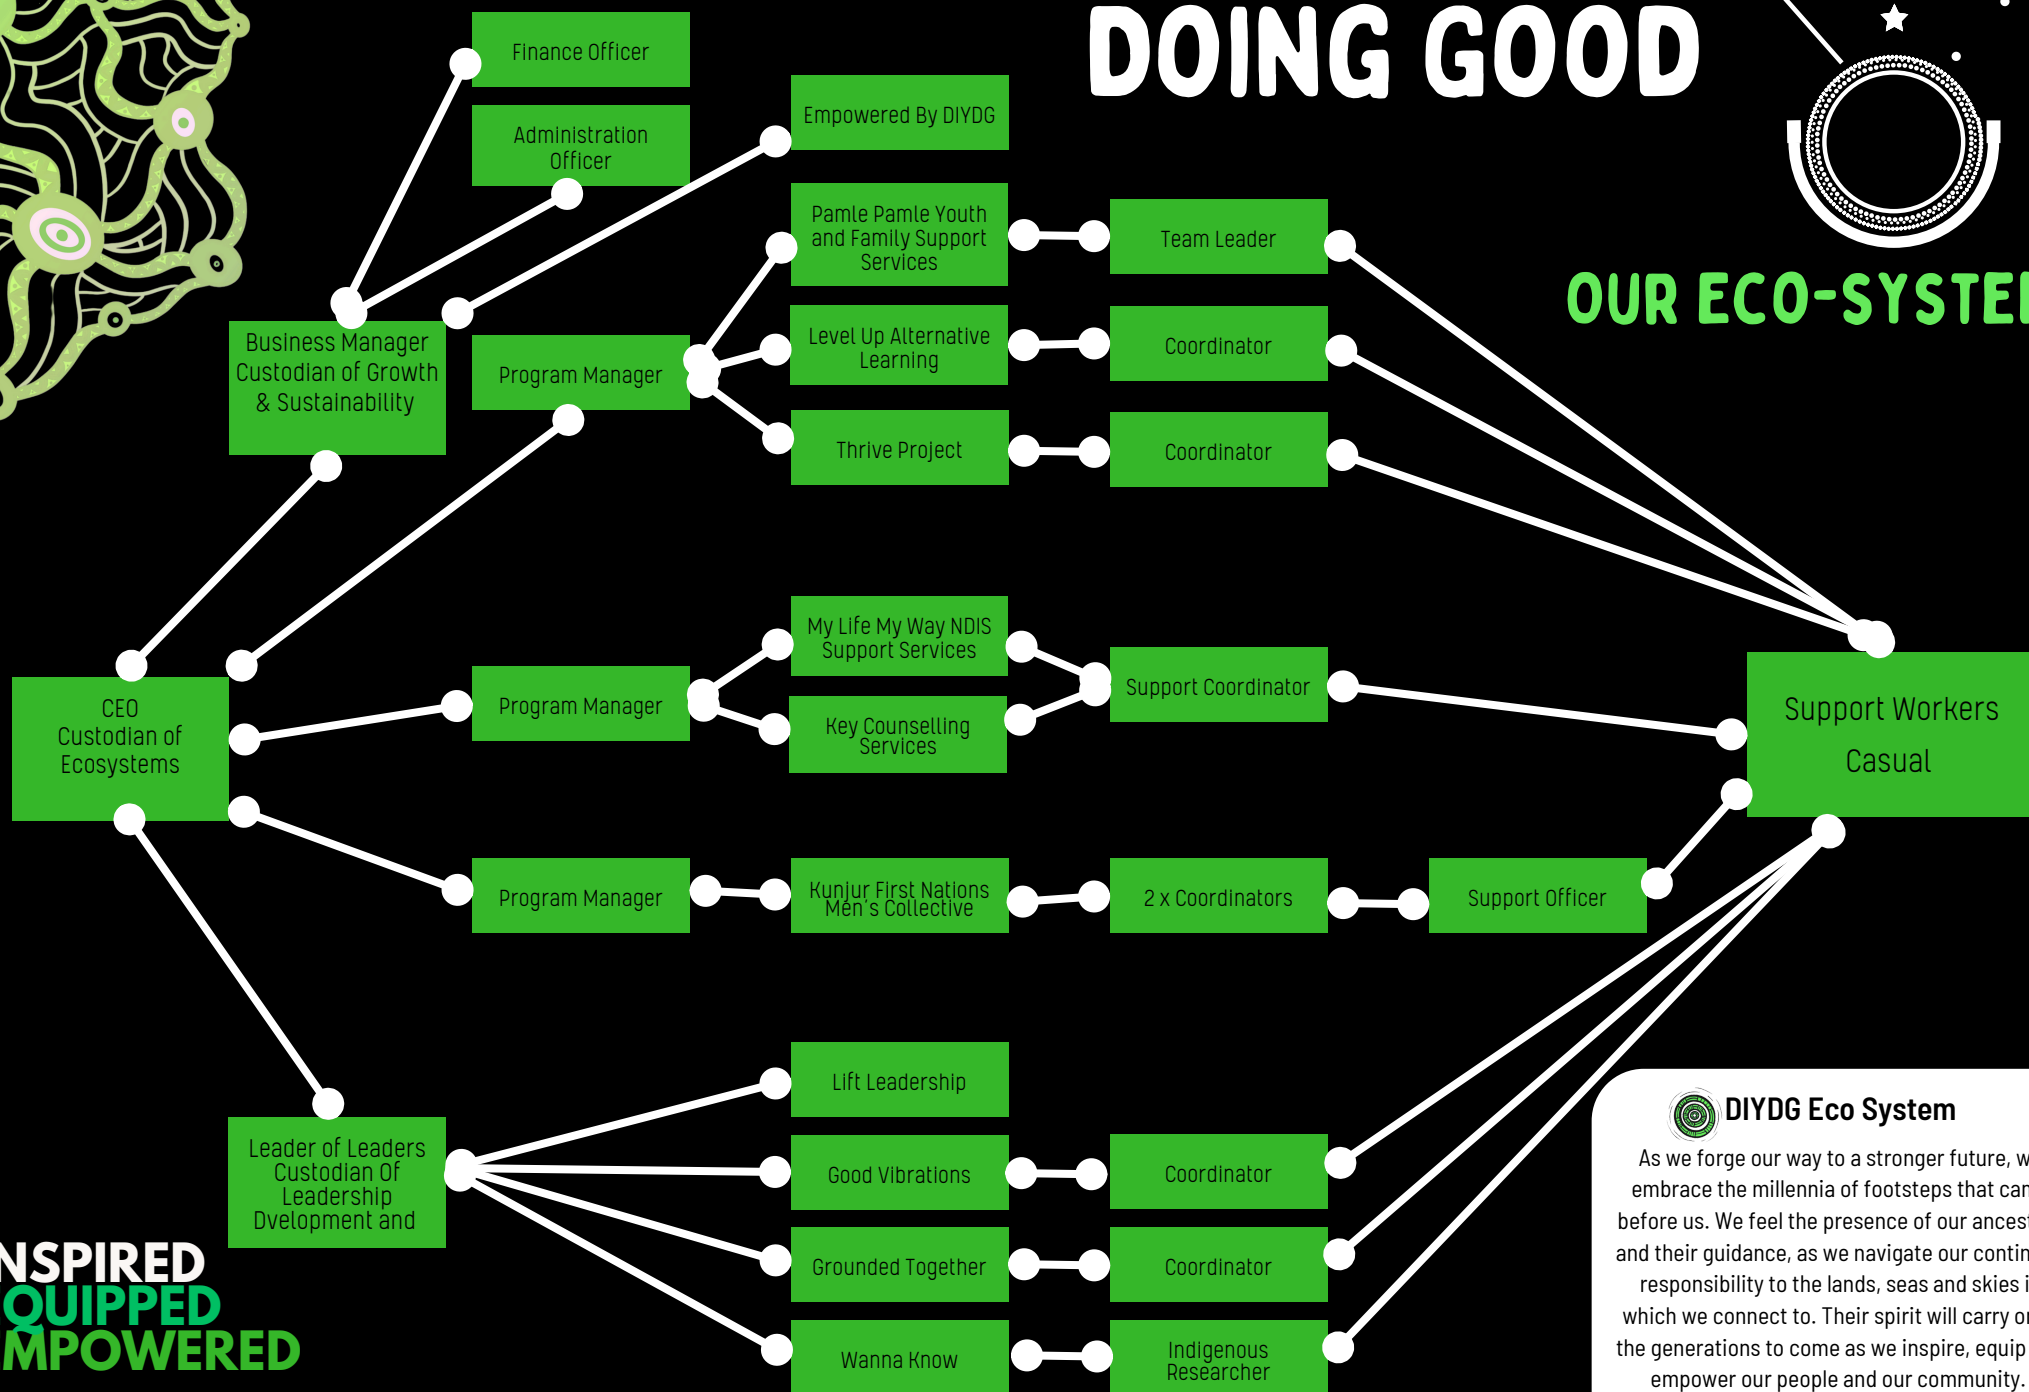 DOING GOOD
OUR ECO-SYSTE
Finance Officer
Administration
Officer
Empowered By DIYDG
Pamle Pamle Youth
and Family Support
Services
Team Leader
Business Manager
Custodian of Growth
& Sustainability
Program Manager
Level Up Alternative
Learning
Coordinator
Thrive Project
Coordinator
My Life My Way NDIS
Support Services
Support Coordinator
Key Counselling
Services
Program Manager
CEO
Custodian of
Ecosystems
Support Workers
Casual
Program Manager
Kunjur First Nations
Men's Collective
2 x Coordinators
Support Officer
Lift Leadership
Leader of Leaders
Custodian Of
Leadership
Dvelopment and
Good Vibrations
Coordinator
Grounded Together
Coordinator
Wanna Know
Indigenous
Researcher
NSPIRED
QUIPPED
MPOWERED
DIYDG Eco System
As we forge our way to a stronger future, w
embrace the millennia of footsteps that
before us. We feel the presence of our
and their guidance, as we navigate our
responsibility to the lands, seas and skies
which we connect to. Their spirit will carry
the generations to come as we inspire, equip
empower our people and our community.